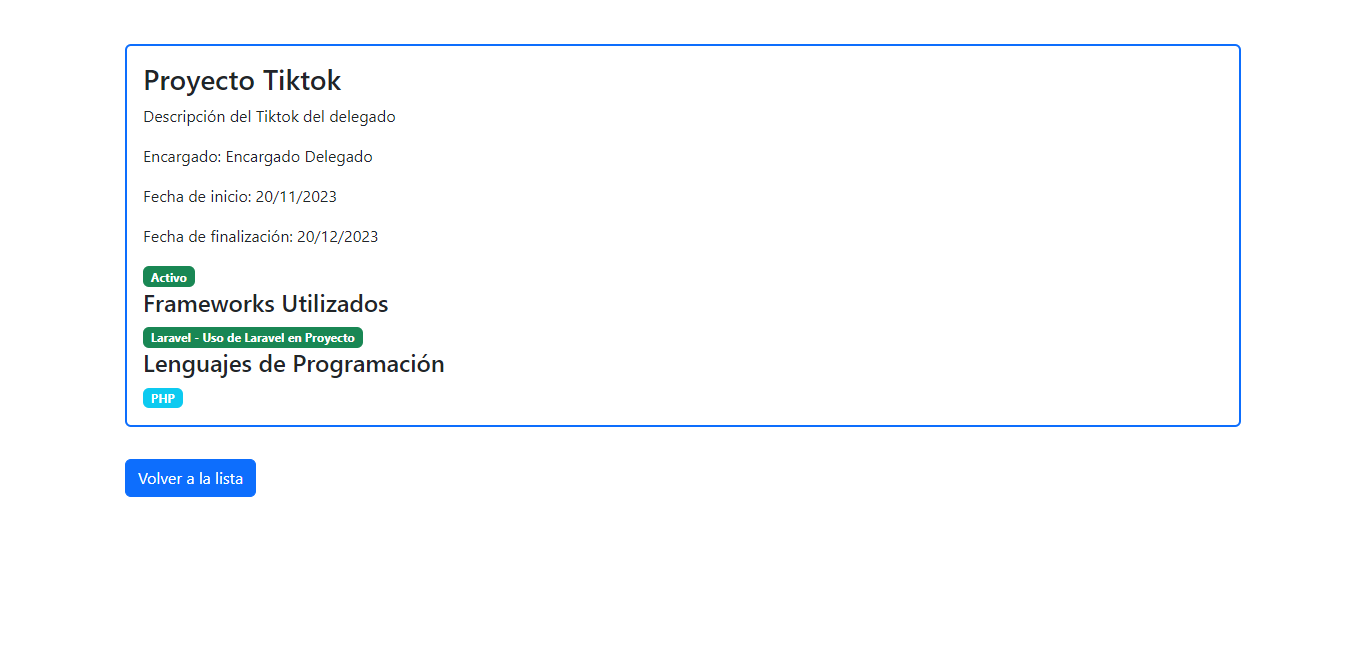 Proyecto Tiktok
Descripción del Tiktok del delegado
Encargado: Encargado Delegado
Fecha de inicio: 20/11/2023
Fecha de finalización: 20/12/2023
Activo
Frameworks Utilizados
Laravel - Uso de Laravel en Proyecto
Lenguajes de Programación
PHP
Volver a la lista